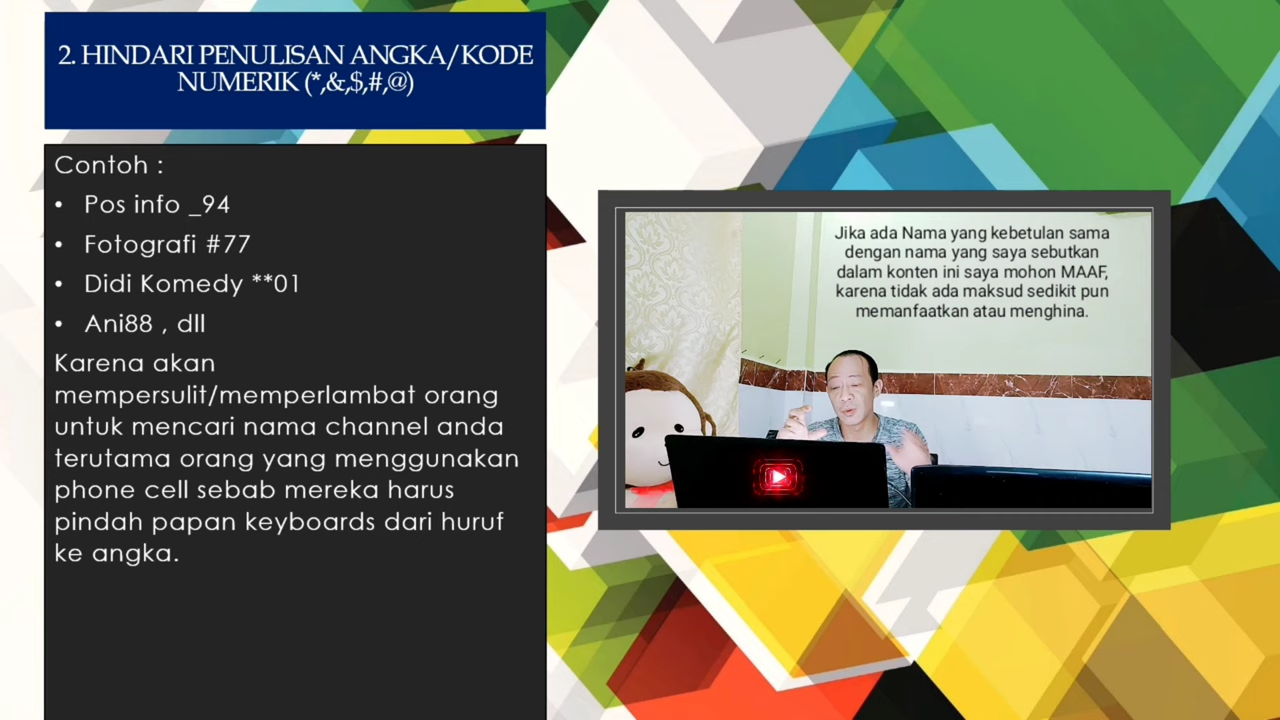 2. HINDARI PENULISAN ANGKA/KODE
NUMERIK (*,&,$,#,@)
Contoh :
• Pos info _94
• Fotografi #77
• Didi Komedy **01
• Ani88 , dll
Karena akan
mempersulit/memperlambat orang
untuk mencari nama channel anda
terutama orang yang menggunakan
phone cell sebab mereka harus
pindah papan keyboards dari huruf
ke angka.
Jika ada Nama yang kebetulan sama
dengan nama yang saya sebutkan
dalam konten ini saya mohon MAAF,
karena tidak ada maksud sedikit pun
memanfaatkan atau menghina.